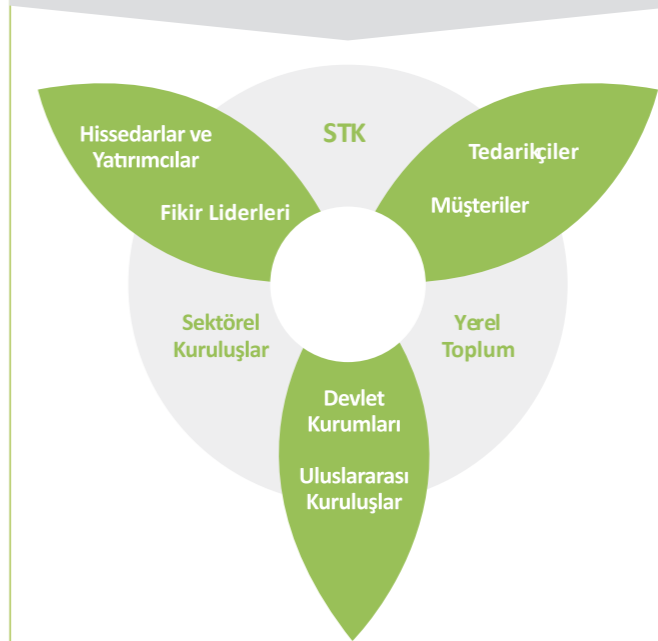 STK
Hissedarlar ve
Yatırımcılar
Fikir Liderleri
Tedarikçiler
Müşteriler
Sektörel
Kuruluşlar
Yerel
Toplum
Devlet
Kurumları
Uluslararası
Kuruluşlar